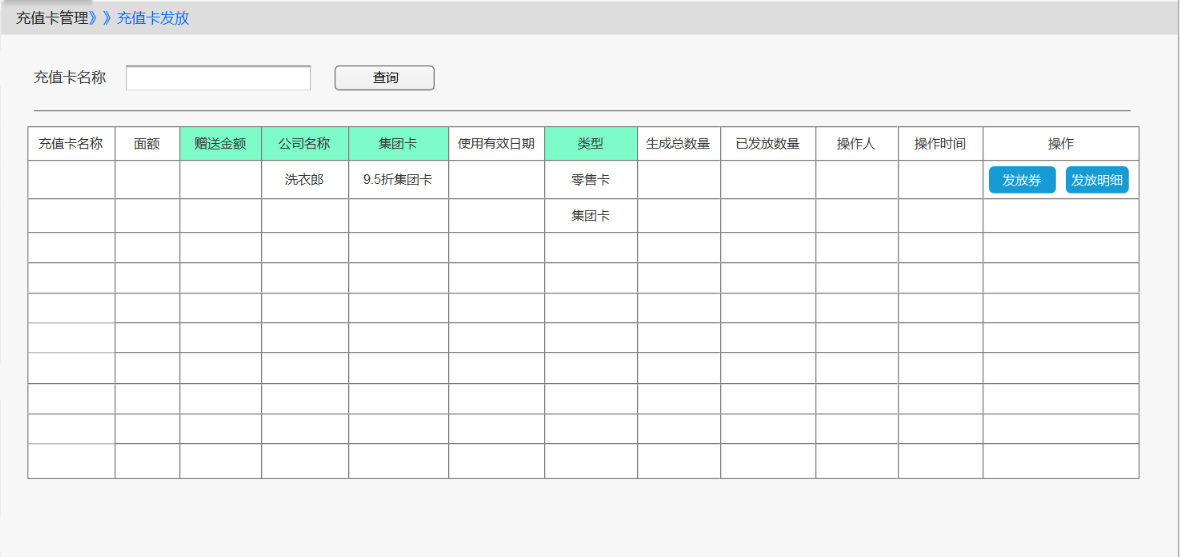 充值卡管理》》充值卡发放
充值卡名称 查询
充值卡名称 面额 赠送金额 公司名称 集团卡 使用有效日期 类型 生成总数量 已发放数量 操作人 操作时间 操作
洗衣郎 9.5折集团卡 零售卡 发放券 发放明细
集团卡